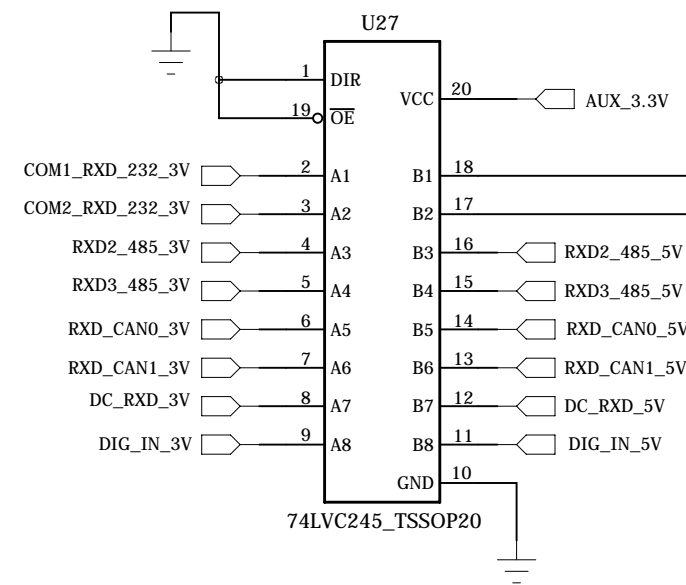 U27
1 DIR
VCC 20 AUX_3.3V
19 OE
COM1_RXD_232_3V 2 A1 B1 18
COM2_RXD_232_3V 3 A2 B2 17
RXD2_485_3V 4 A3 B3 16 RXD2_485_5V
RXD3_485_3V 5 A4 B4 15 RXD3_485_5V
RXD_CAN0_3V 6 A5 B5 14 RXD_CAN0_5V
RXD_CAN1_3V 7 A6 B6 13 RXD_CAN1_5V
DC_RXD_3V 8 A7 B7 12 DC_RXD_5V
DIG_IN_3V 9 A8 B8 11 DIG_IN_5V
GND 10
74LVC245_TSSOP20